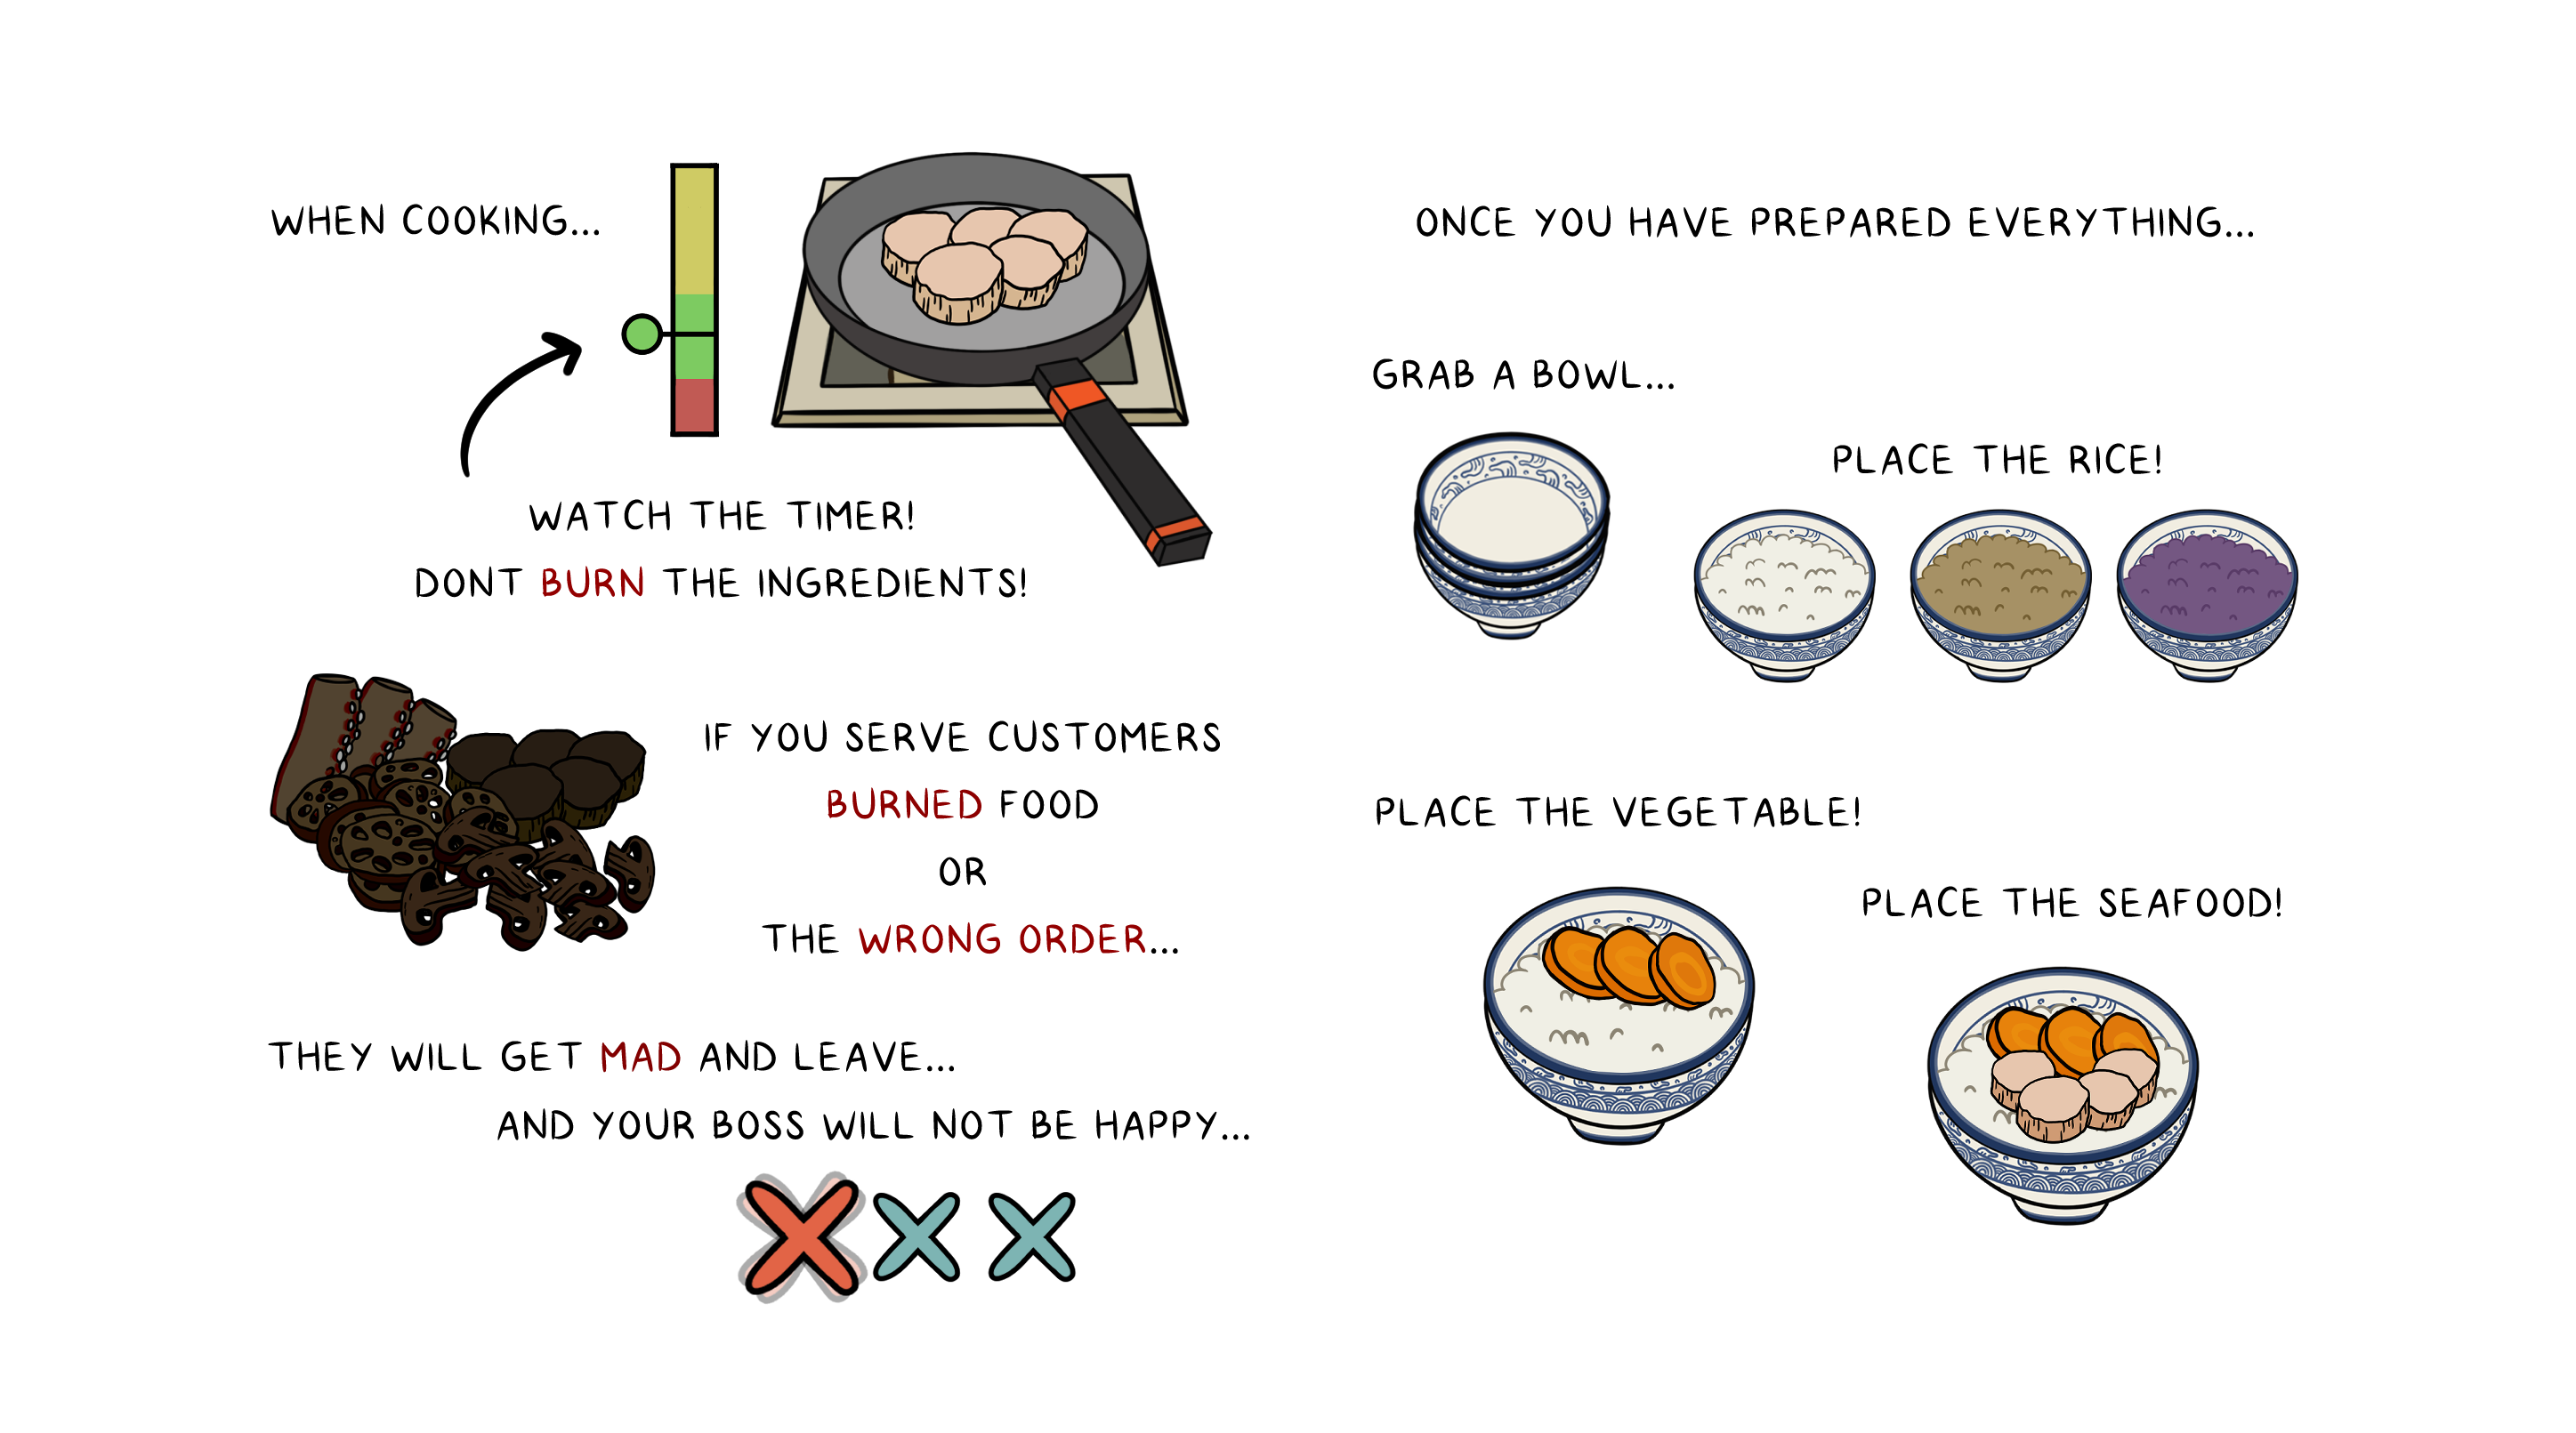 WHEN COOKING...
WATCH THE TIMER!
DONT BURN THE INGREDIENTS!
IF YOU SERVE CUSTOMERS
BURNED FOOD
OR
THE WRONG ORDER...
THEY WILL GET MAD AND LEAVE...
AND YOUR BOSS WILL NOT BE HAPPY...
ONCE YOU HAVE PREPARED EVERYTHING...
GRAB A BOWL...
PLACE THE RICE!
PLACE THE VEGETABLE!
PLACE THE SEAFOOD!